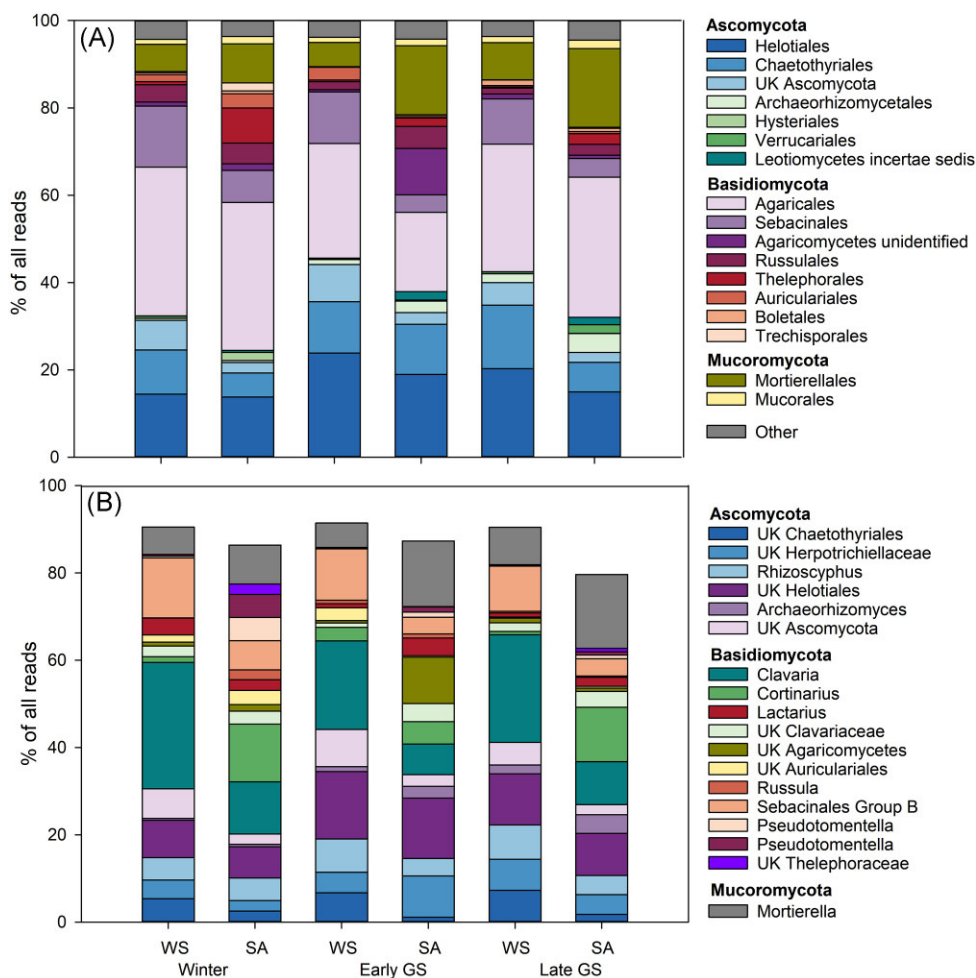 (A)
% of all reads
100
80
60
40
20
0
Ascomycota
Helotiales
Chaetothyriales
UK Ascomycota
Archaeorhizomycetales
Hysteriales
Verrucariales
Leotiomycetes incertae sedis
Basidiomycota
Agaricales
Sebacinales
Agaricomycetes unidentified
Russulales
Thelephorales
Auriculariales
Boletales
Trechisporales
Mucoromycota
Mortierellales
Mucorales
Other
(B)
% of all reads
100
80
60
40
20
0
WS SA WS SA WS SA
Winter Early GS Late GS
Ascomycota
UK Chaetothyriales
UK Herpotrichiellaceae
Rhizoscyphus
UK Helotiales
Archaeorhizomyces
UK Ascomycota
Basidiomycota
Clavaria
Cortinarius
Lactarius
UK Clavariaceae
UK Agaricomycetes
UK Auriculariales
Russula
Sebacinales Group B
Pseudotomentella
Pseudotomentella
UK Thelephoraceae
Mucoromycota
Mortierella